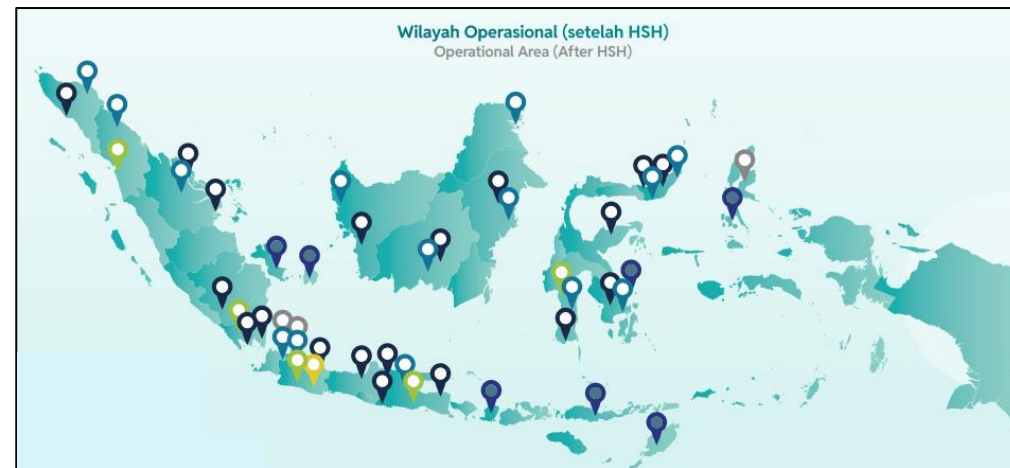 Wilayah Operasional (setelah HSH)
Operational Area (After HSH)